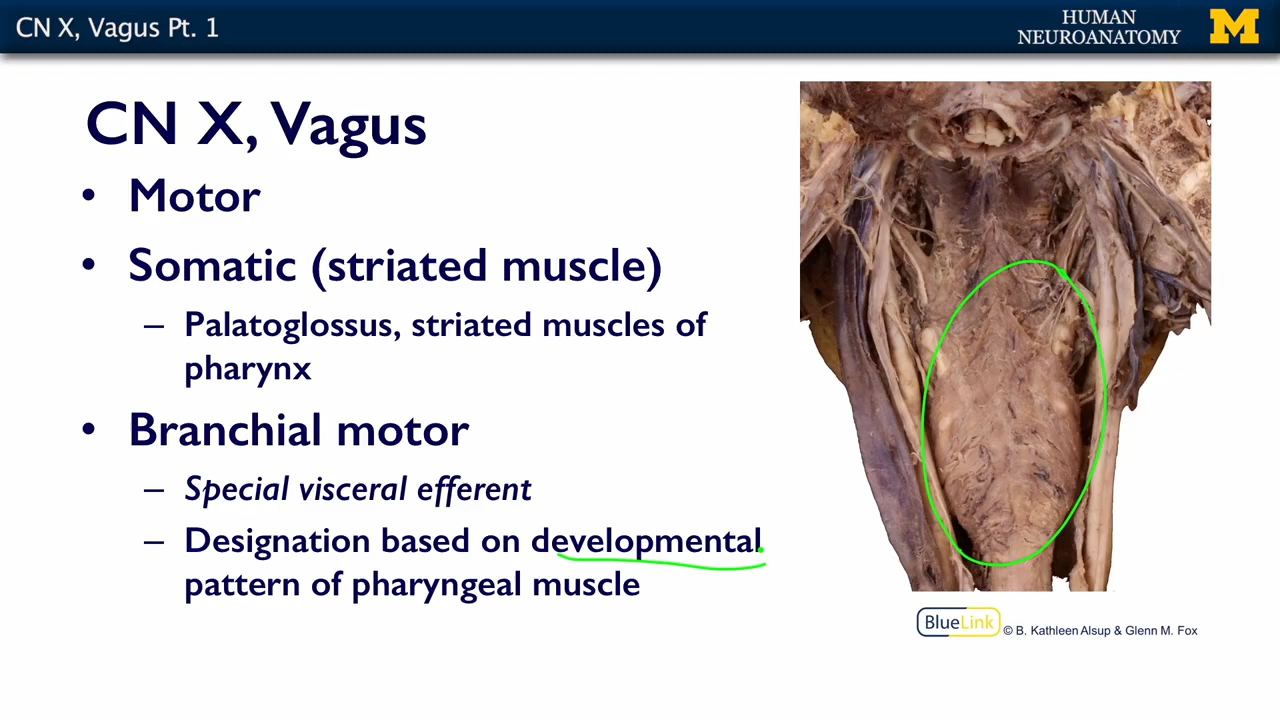 CN X, Vagus Pt. 1
HUMAN
NEUROANATOMY
M
CN X, Vagus
• Motor
• Somatic (striated muscle)
– Palatoglossus, striated muscles of
pharynx
• Branchial motor
– Special visceral efferent
– Designation based on developmental
pattern of pharyngeal muscle
BlueLink © B. Kathleen Alsup & Glenn M. Fox